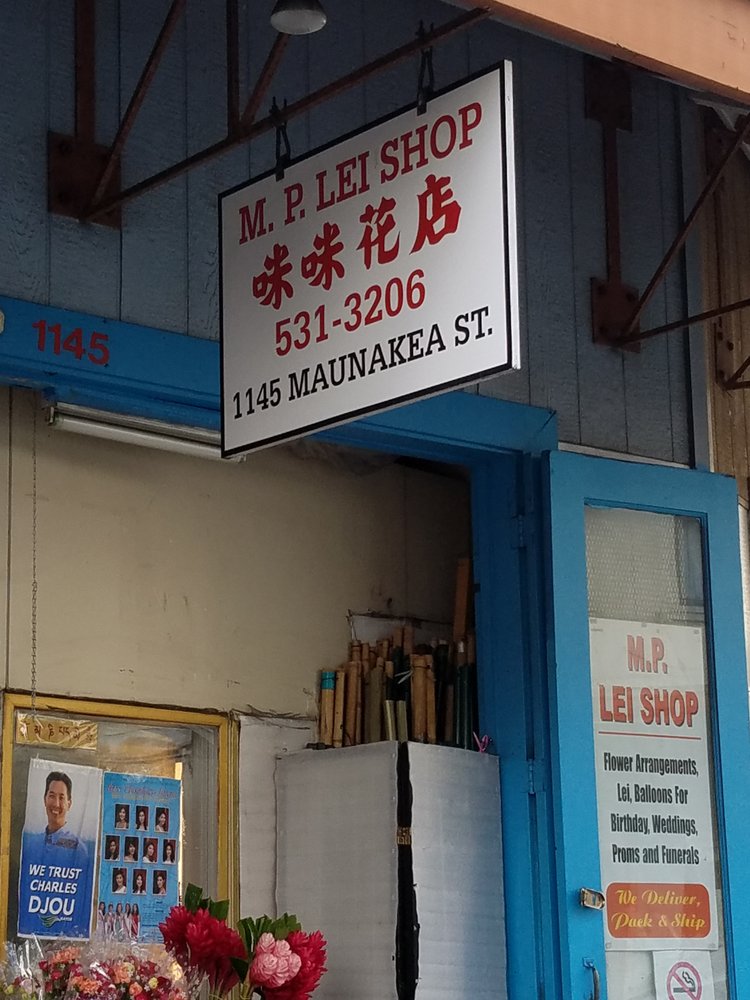 M. P. LEI SHOP
咪咪花店
531-3206
1145 MAUNAKEA ST.
1145
M.P.
LEI SHOP
Flower Arrangements,
Lei, Balloons For
Birthday, Weddings,
Proms and Funerals
We Deliver,
Pack & Ship
WE TRUST
CHARLES
DJOU